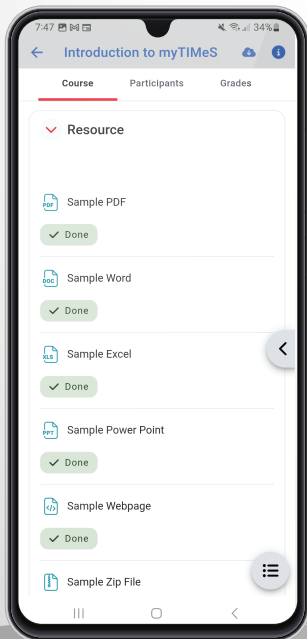 7:47
34%
Introduction to myTIMeS
Course Participants Grades
Resource
PDF
Sample PDF
Done
DOC
Sample Word
Done
XLS
Sample Excel
Done
PPT
Sample Power Point
Done
Sample Webpage
Done
Sample Zip File